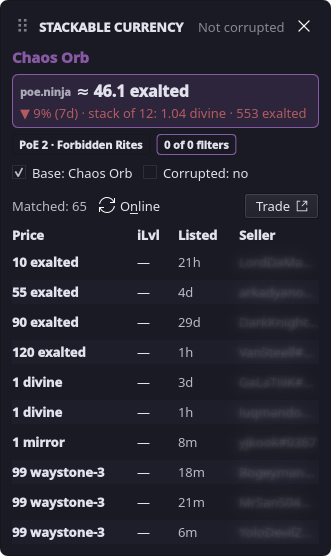 STACKABLE CURRENCY Not corrupted
Chaos Orb
poe.ninja ≈ 46.1 exalted
▼ 9% (7d) · stack of 12: 1.04 divine · 553 exalted
PoE 2 · Forbidden Rites 0 of 0 filters
Base: Chaos Orb Corrupted: no
Matched: 65 Online Trade
Price iLvl Listed Seller
10 exalted — 21h
55 exalted — 4d
90 exalted — 29d
120 exalted — 1h
1 divine — 3d
1 divine — 1h
1 mirror — 8m
99 waystone-3 — 18m
99 waystone-3 — 21m
99 waystone-3 — 6m